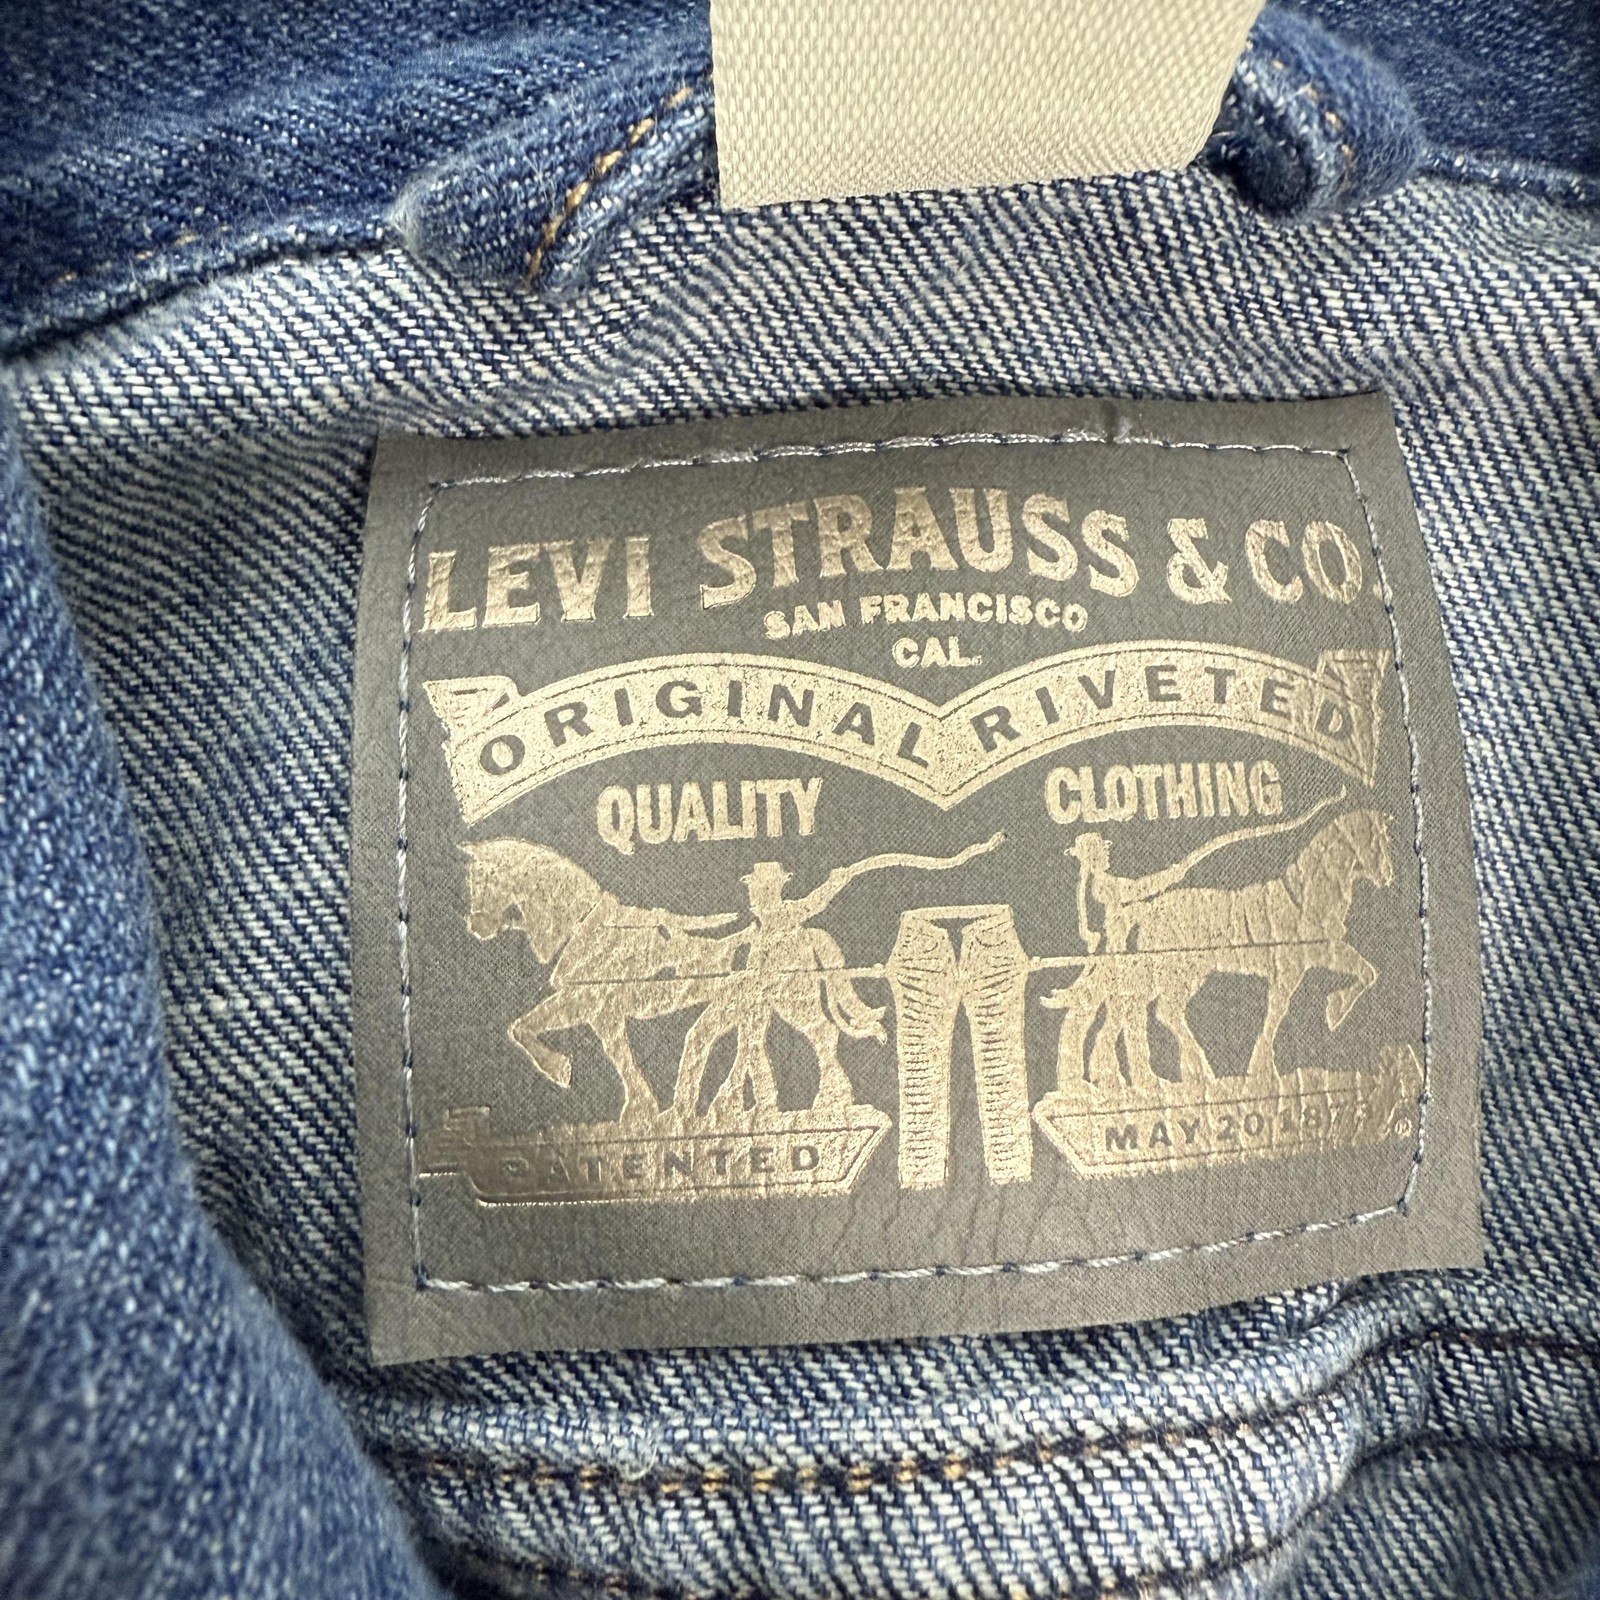 LEVI STRAUSS & CO
SAN FRANCISCO
CAL.
ORIGINAL RIVETED
QUALITY CLOTHING
PATENTED MAY 20 1873 ®